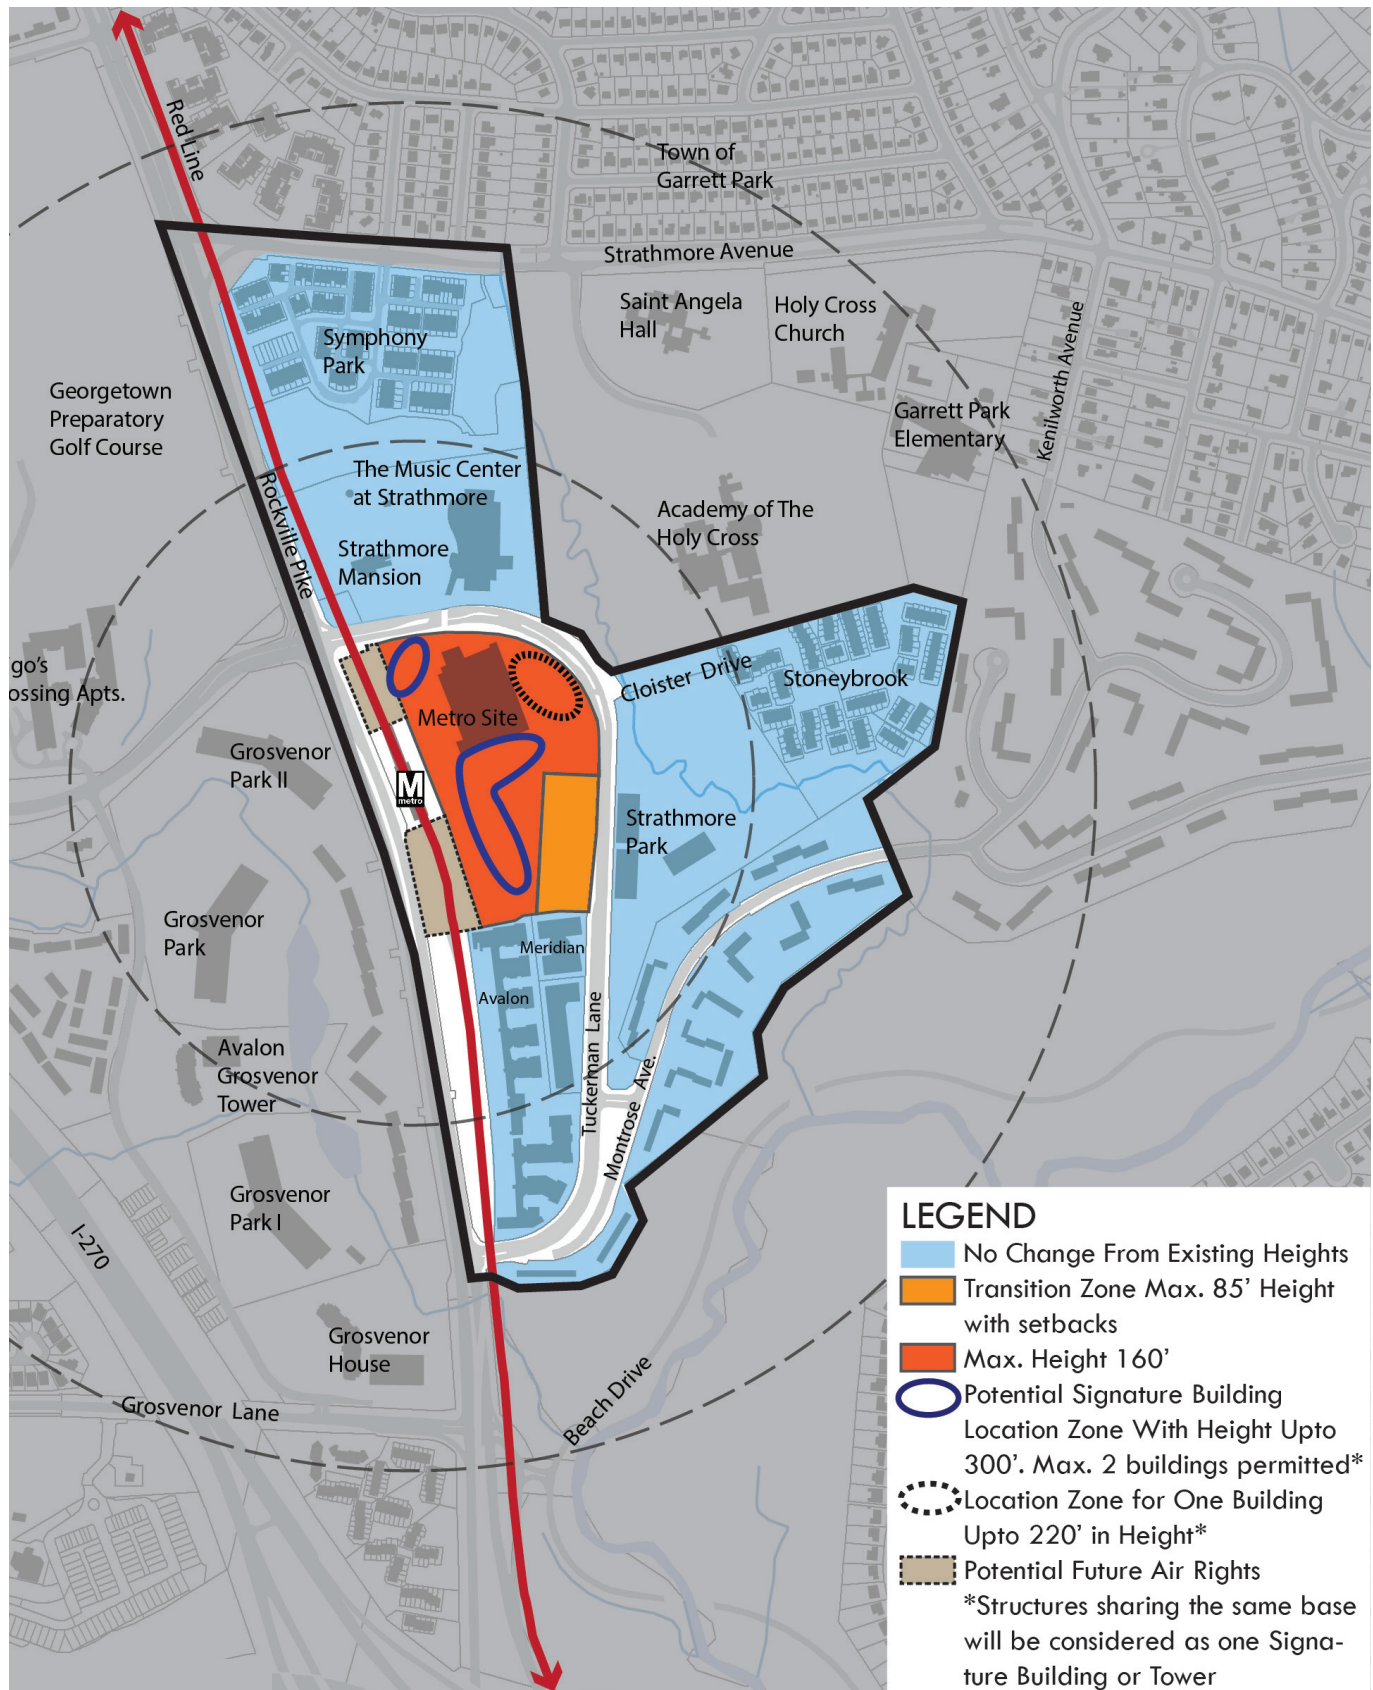 Red Line
Town of
Garrett Park
Strathmore Avenue
Saint Angela
Hall
Holy Cross
Church
Kenilworth Avenue
Symphony
Park
Georgetown
Preparatory
Golf Course
Garrett Park
Elementary
The Music Center
at Strathmore
Rockville Pike
Academy of The
Holy Cross
Strathmore
Mansion
go's
ossing Apts.
Cloister Drive
Stoneybrook
Metro Site
Grosvenor
Park II
M
metro
Strathmore
Park
Grosvenor
Park
Meridian
Avalon
Tuckerman Lane
Montrose Ave.
Avalon
Grosvenor
Tower
Grosvenor
Park I
I-270
Grosvenor
House
Grosvenor Lane
Beach Drive
LEGEND
No Change From Existing Heights
Transition Zone Max. 85' Height
with setbacks
Max. Height 160'
Potential Signature Building
Location Zone With Height Upto
300'. Max. 2 buildings permitted*
Location Zone for One Building
Upto 220' in Height*
Potential Future Air Rights
*Structures sharing the same base
will be considered as one Signa-
ture Building or Tower